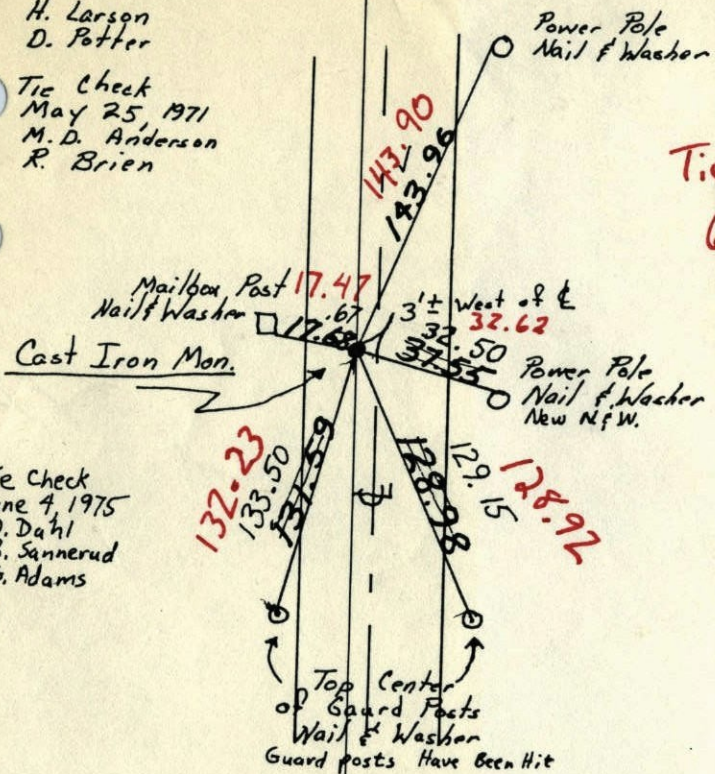 H. Larson
D. Potter
Tie Check
May 25, 1971
M.D. Anderson
R. Brien
Power Pole
Nail & Washer
143.90
143.96
Mailbox Post 17.47
Nail & Washer
.67
17.68
3'± West of ℄
32.62
32.50
Cast Iron Mon.
Power Pole
Nail & Washer
New N.&W.
132.23
133.50
131.59
℄
128.98
129.15
128.92
Check
4, 1975
Dahl
Sannerud
Adams
Top Center
of Guard Posts
Nail & Washer
Guard posts Have Been Hit